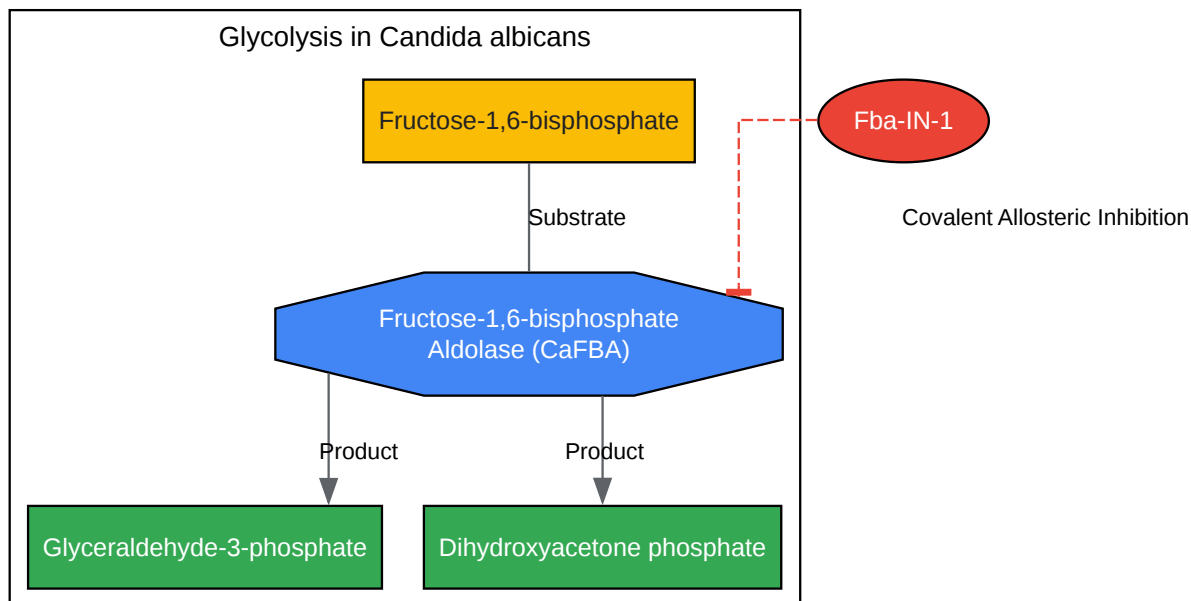 Glycolysis in Candida albicans
Fructose-1,6-bisphosphate
Fba-IN-1
Substrate
Covalent Allosteric Inhibition
Fructose-1,6-bisphosphate
Aldolase (CaFBA)
Product
Product
Glyceraldehyde-3-phosphate
Dihydroxyacetone phosphate